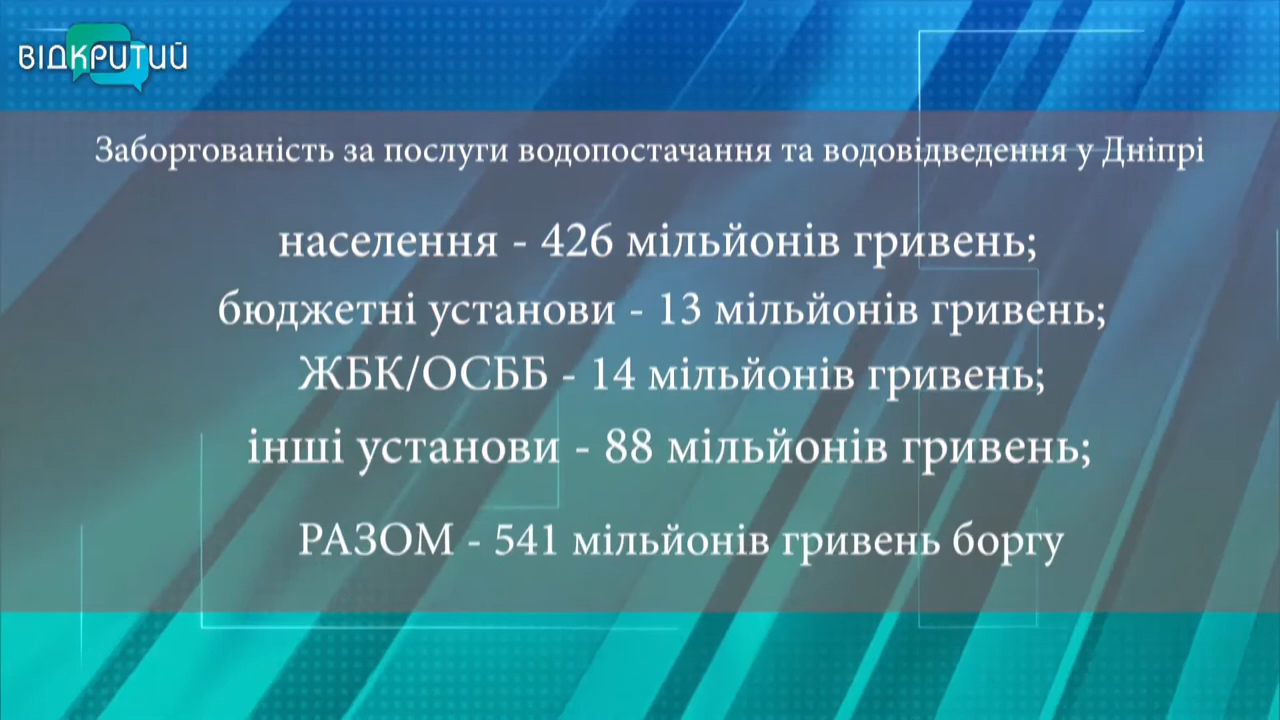 ВІДКРИТИЙ
Заборгованість за послуги водопостачання та водовідведення у Дніпрі
населення - 426 мільйонів гривень;
бюджетні установи - 13 мільйонів гривень;
ЖБК/ОСББ - 14 мільйонів гривень;
інші установи - 88 мільйонів гривень;
РАЗОМ - 541 мільйонів гривень боргу